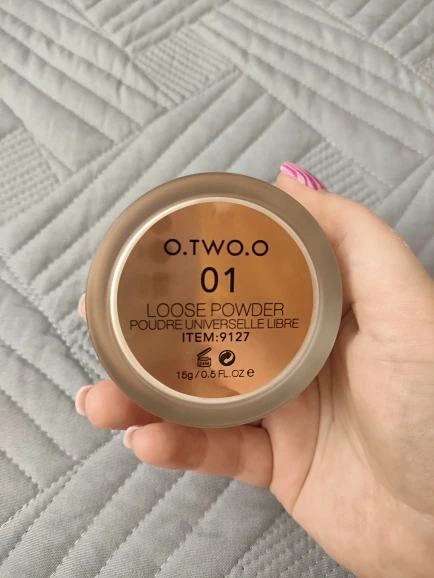 O.TWO.O
01
LOOSE POWDER
POUDRE UNIVERSELLE LIBRE
ITEM:9127
15g / 0.5 FL.OZ e